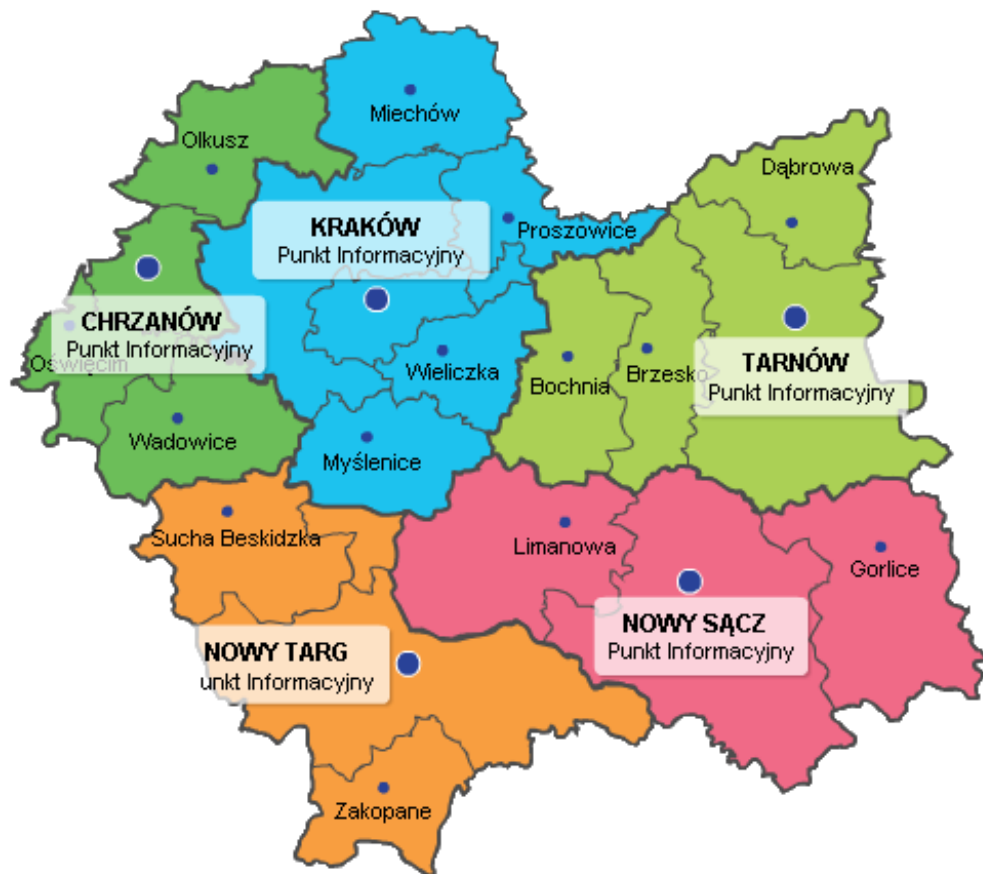 Miechów
Olkusz
Dąbrowa
KRAKÓW
Punkt Informacyjny
Proszowice
CHRZANÓW
Punkt Informacyjny
Oświęcim
Wieliczka
Bochnia
Brzesko
TARNÓW
Punkt Informacyjny
Wadowice
Myślenice
Sucha Beskidzka
Limanowa
Gorlice
NOWY SĄCZ
Punkt Informacyjny
NOWY TARG
unkt Informacyjny
Zakopane